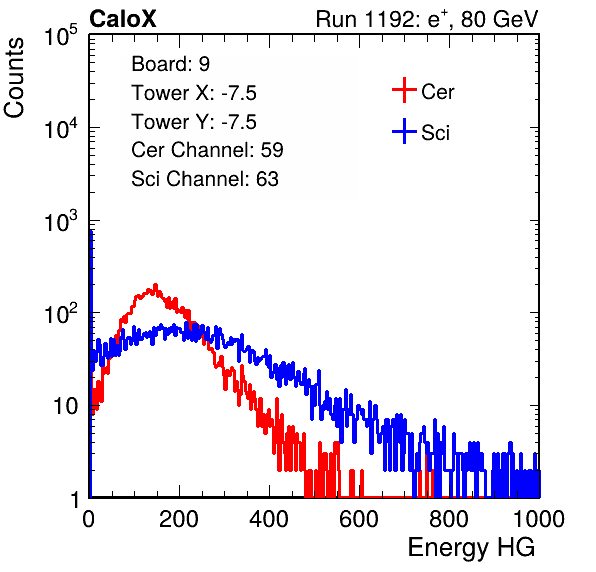 CaloX Run 1192: e⁺, 80 GeV
Counts
Board: 9
Tower X: -7.5
Tower Y: -7.5
Cer Channel: 59
Sci Channel: 63
Cer
Sci
10⁵
10⁴
10³
10²
10
1
0 200 400 600 800 1000
Energy HG